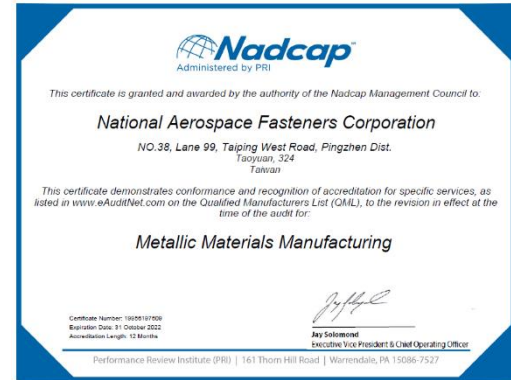 Nadcap
Administered by PRI
This certificate is granted and awarded by the authority of the Nadcap Management Council to:
National Aerospace Fasteners Corporation
NO.38, Lane 99, Taiping West Road, Pingzhen Dist.
Taoyuan, 324
Taiwan
This certificate demonstrates conformance and recognition of accreditation for specific services, as
listed in www.eAuditNet.com on the Qualified Manufacturers List (QML), to the revision in effect at the
time of the audit for:
Metallic Materials Manufacturing
Certificate Number:
Expiration Date: 31 October 2022
Accreditation Length: 12 Months
Jay Solomond
Executive Vice President & Chief Operating Officer
Performance Review Institute (PRI) | 161 Thorn Hill Road | Warrendale, PA 15086-7527